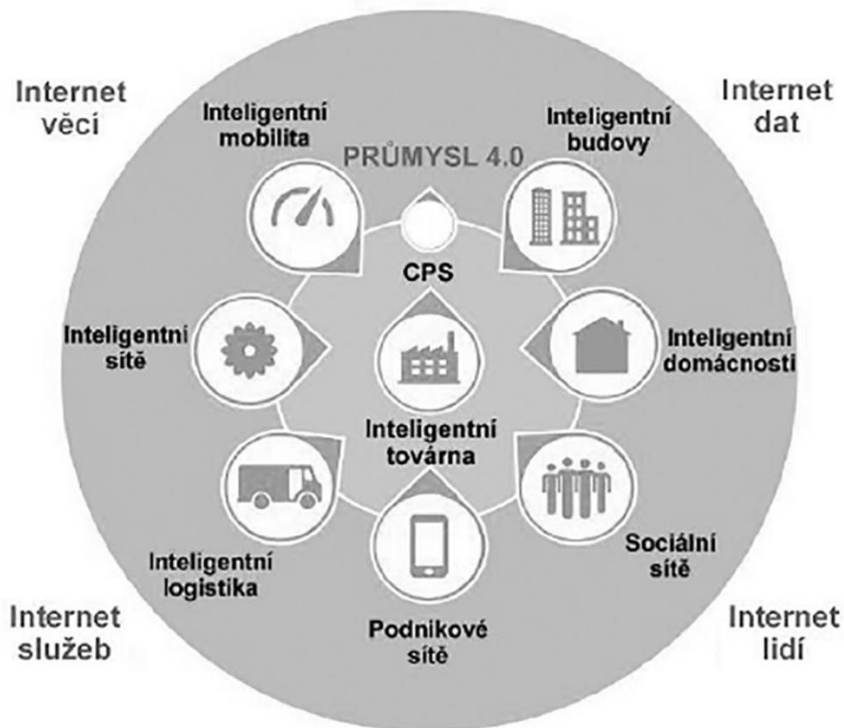 Internet
věcí
Internet
dat
Inteligentní
mobilita
Inteligentní
budovy
PRŮMYSL 4.0
CPS
Inteligentní
sítě
Inteligentní
domácnosti
Inteligentní
továrna
Inteligentní
logistika
Sociální
sítě
Podnikové
sítě
Internet
služeb
Internet
lidí